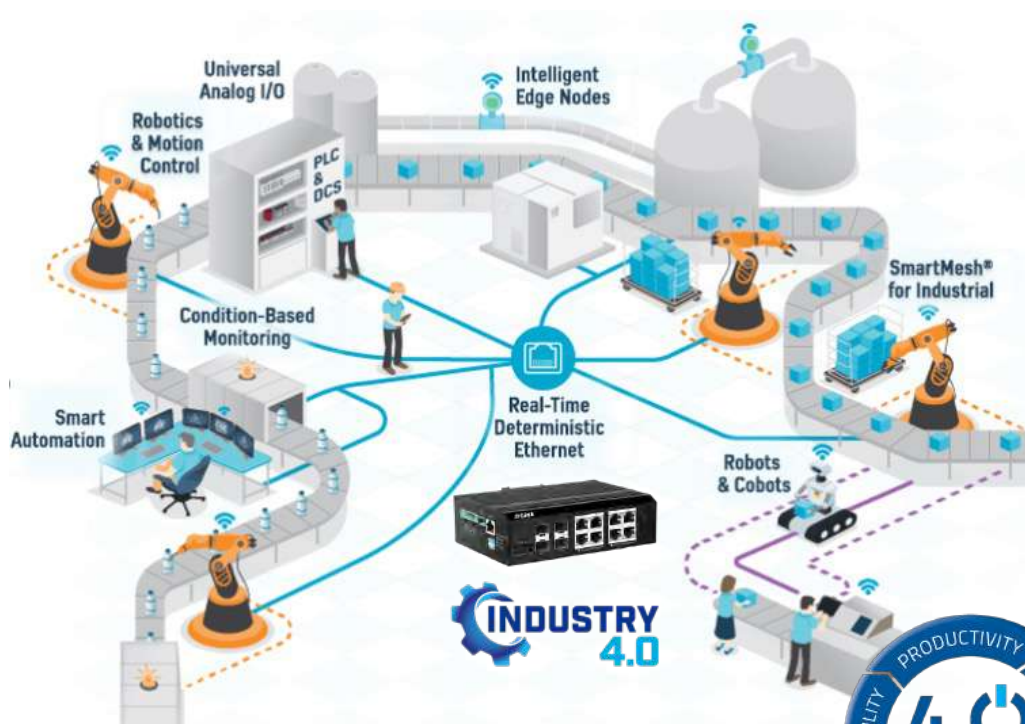 Universal
Analog I/O
Intelligent
Edge Nodes
Robotics
& Motion
Control
PLC
&
DCS
SmartMesh®
for Industrial
Condition-Based
Monitoring
Smart
Automation
Real-Time
Deterministic
Ethernet
Robots
& Cobots
INDUSTRY
4.0
PRODUCTIVITY